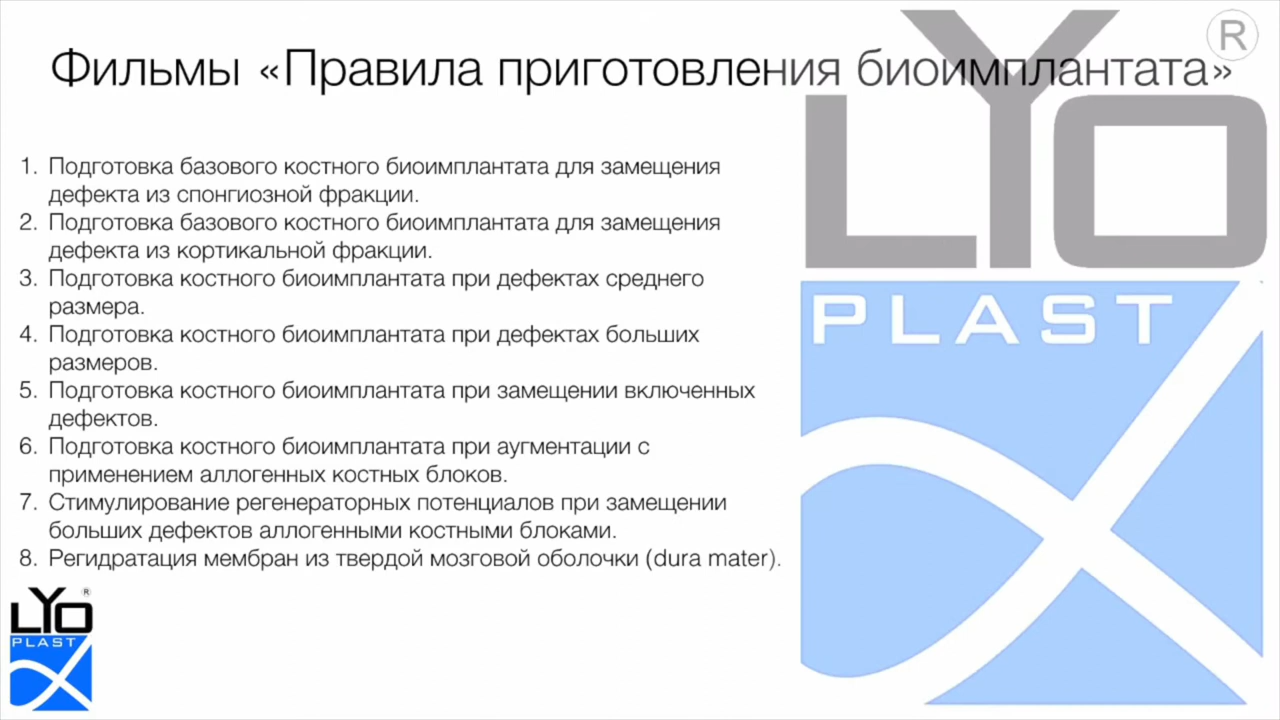 Фильмы «Правила приготовления биоимплантата»
1. Подготовка базового костного биоимплантата для замещения
дефекта из спонгиозной фракции.
2. Подготовка базового костного биоимплантата для замещения
дефекта из кортикальной фракции.
3. Подготовка костного биоимплантата при дефектах среднего
размера.
4. Подготовка костного биоимплантата при дефектах больших
размеров.
5. Подготовка костного биоимплантата при замещении включенных
дефектов.
6. Подготовка костного биоимплантата при аугментации с
применением аллогенных костных блоков.
7. Стимулирование регенераторных потенциалов при замещении
больших дефектов аллогенными костными блоками.
8. Регидратация мембран из твердой мозговой оболочки (dura mater).
LYO ®
PLAST
LYO ®
PLAST